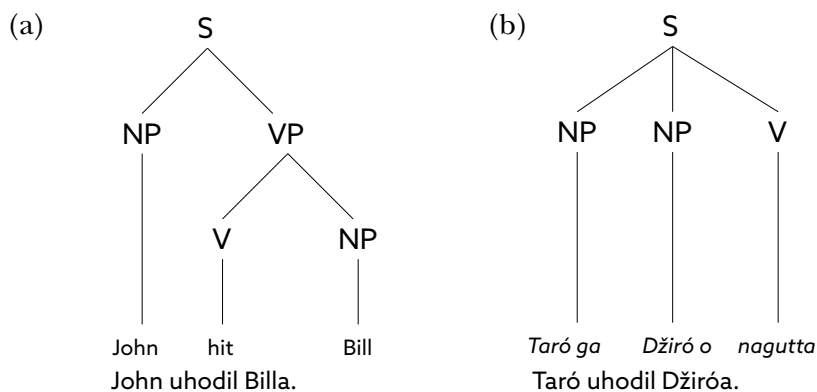 (a) S
NP VP
V NP
John hit Bill
John uhodil Billa.
(b) S
NP NP V
Taró ga Džiró o nagutta
Taró uhodil Džiróa.